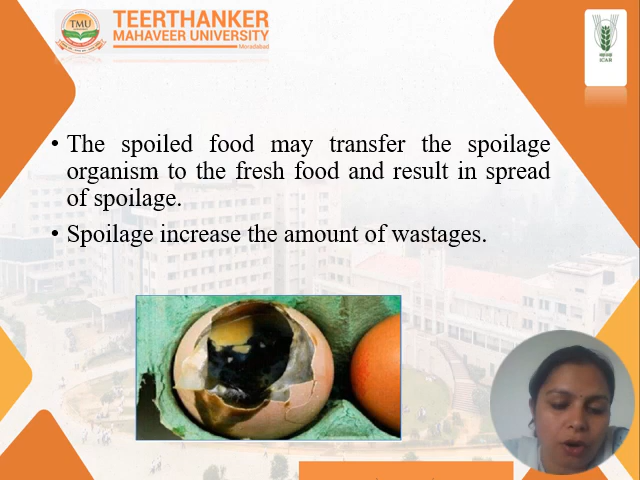 TMU
TEERTHANKER
MAHAVEER UNIVERSITY
Moradabad
ICAR
• The spoiled food may transfer the spoilage
organism to the fresh food and result in spread
of spoilage.
• Spoilage increase the amount of wastages.